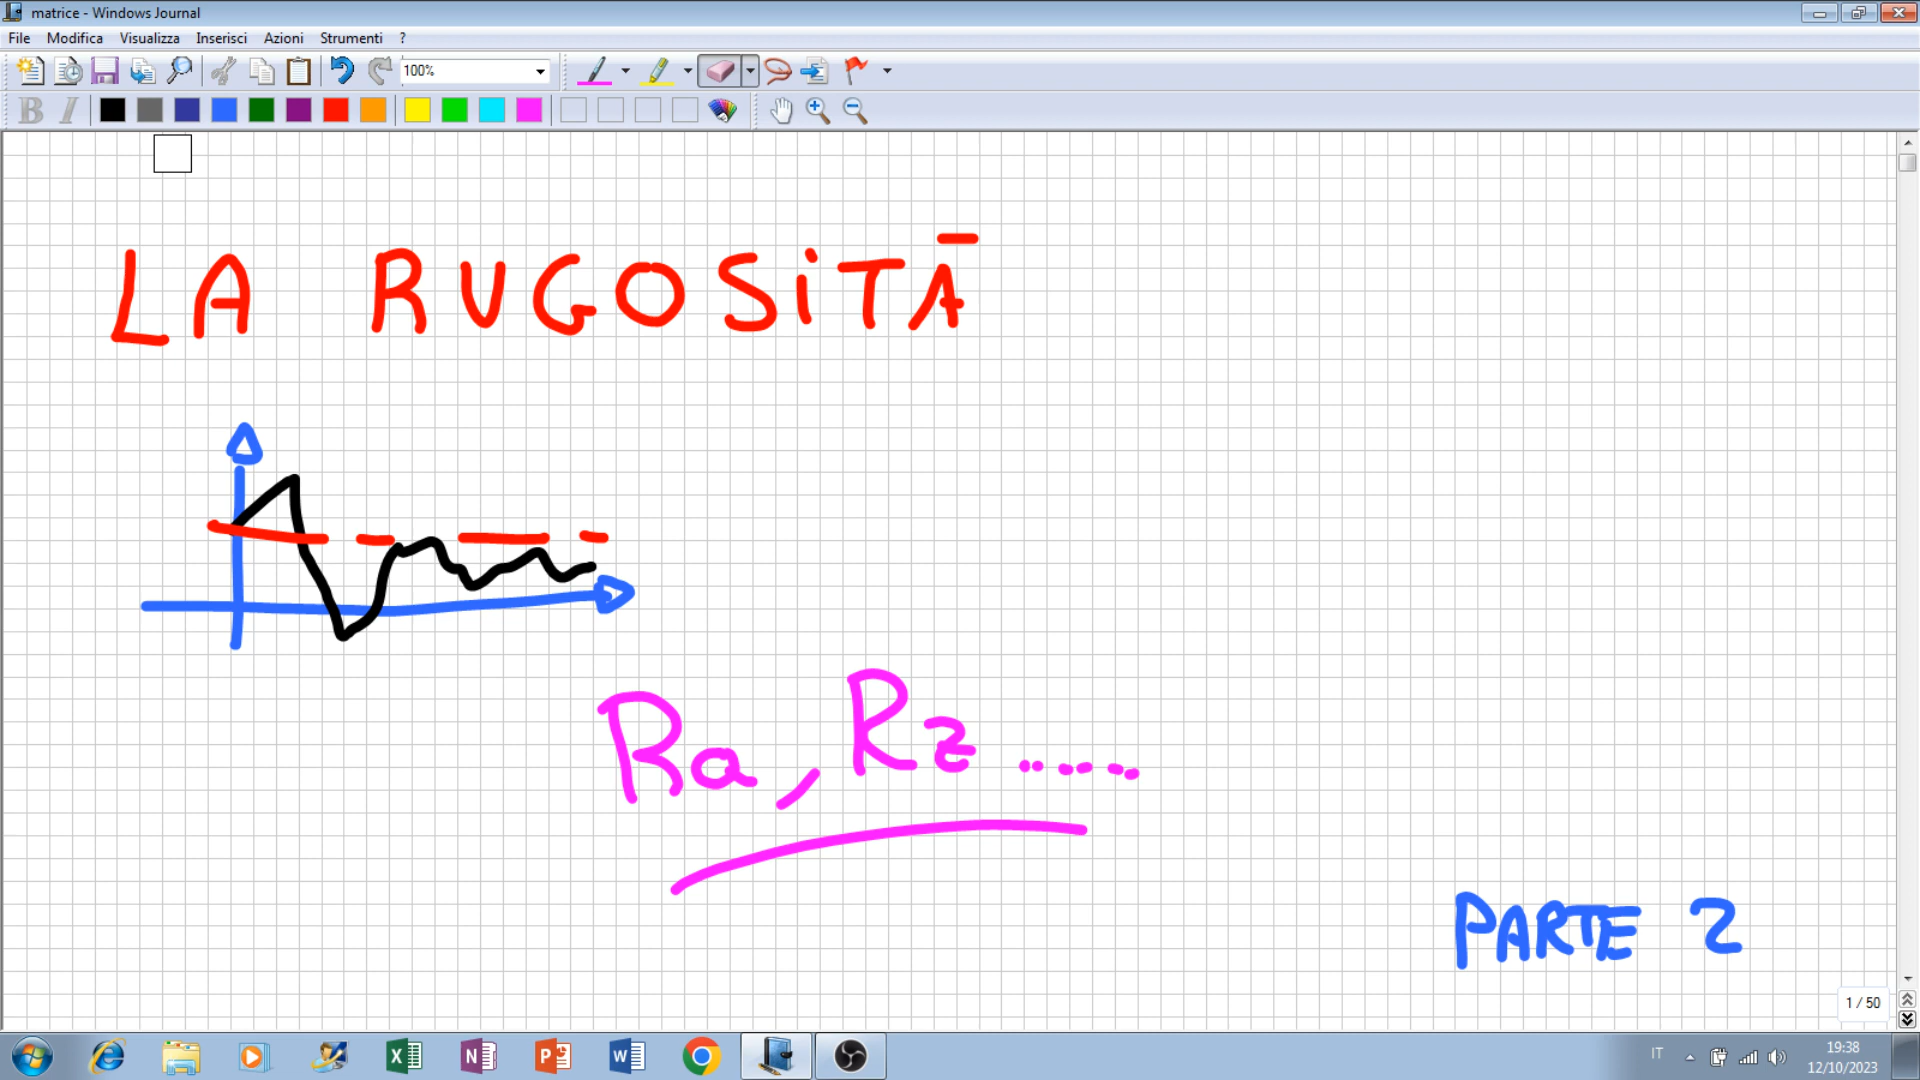 matrice - Windows Journal
File Modifica Visualizza Inserisci Azioni Strumenti ?
100%
B I
LA RUGOSITĀ
Ra, Rz ......
PARTE 2
1 / 50
IT 19:38
12/10/2023